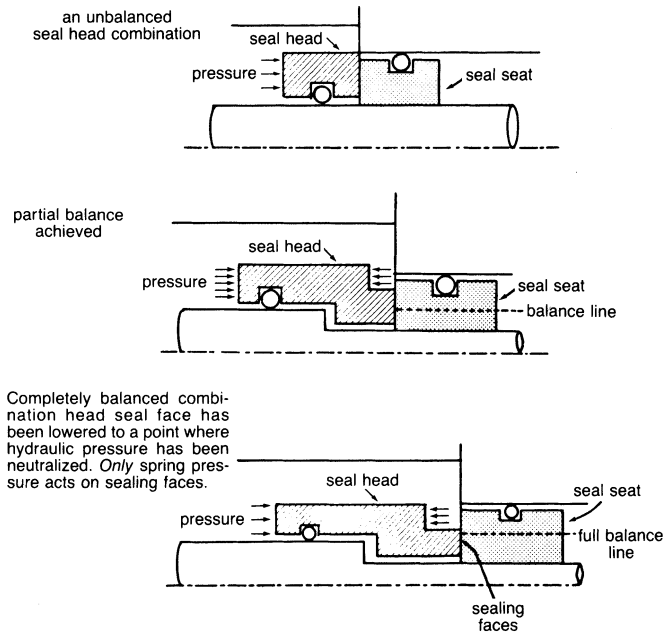 an unbalanced
seal head combination
seal head
pressure
seal seat
partial balance
achieved
seal head
pressure
seal seat
balance line
Completely balanced combi-
nation head seal face has
been lowered to a point where
hydraulic pressure has been
neutralized. Only spring pres-
sure acts on sealing faces.
seal head
pressure
seal seat
full balance
line
sealing
faces